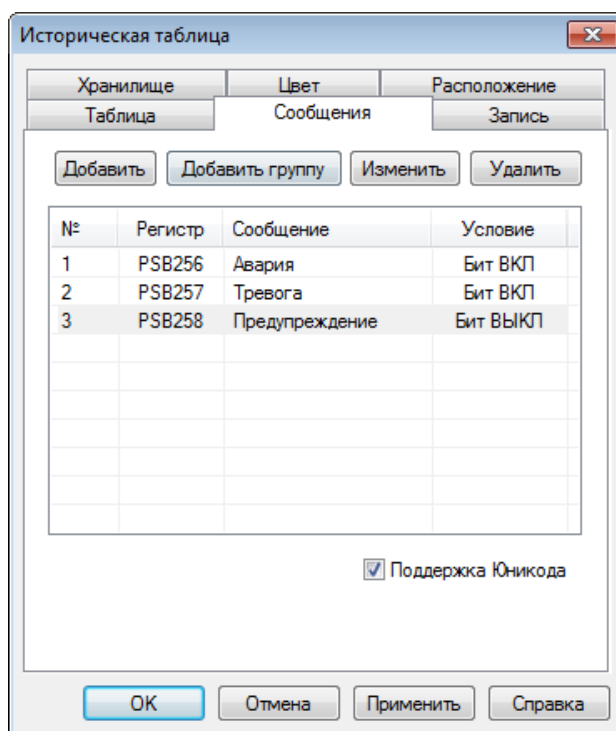 Историческая таблица
Хранилище Цвет Расположение
Таблица Сообщения Запись
Добавить Добавить группу Изменить Удалить
№ Регистр Сообщение Условие
1 PSB256 Авария Бит ВКЛ
2 PSB257 Тревога Бит ВКЛ
3 PSB258 Предупреждение Бит ВЫКЛ
Поддержка Юникода
OK Отмена Применить Справка